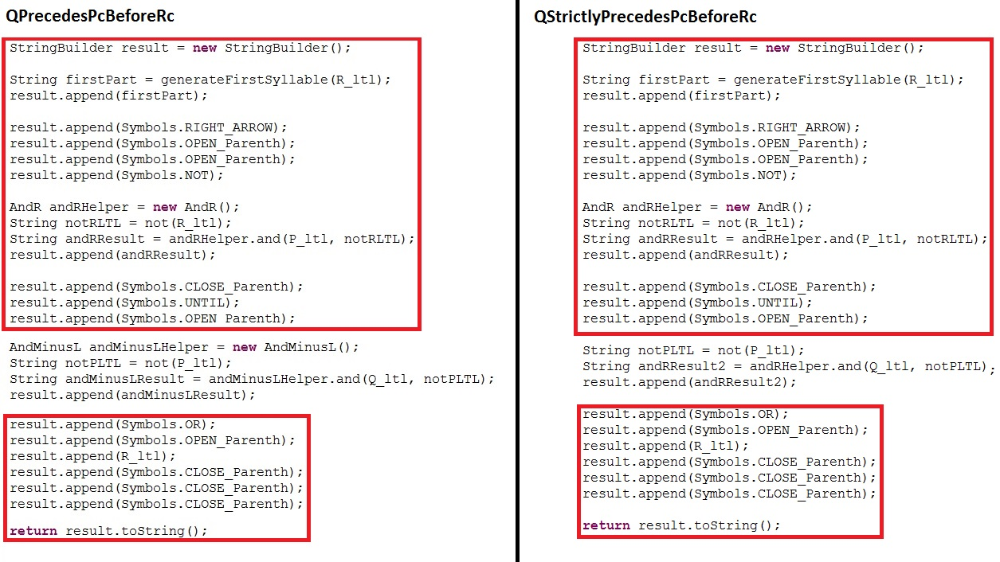 QPrecedesPcBeforeRc
StringBuilder result = new StringBuilder();
String firstPart = generateFirstSyllable(R_ltl);
result.append(firstPart);
result.append(Symbols.RIGHT_ARROW);
result.append(Symbols.OPEN_Parenth);
result.append(Symbols.OPEN_Parenth);
result.append(Symbols.NOT);
AndR andRHelper = new AndR();
String notRLTL = not(R_ltl);
String andRResult = andRHelper.and(P_ltl, notRLTL);
result.append(andRResult);
result.append(Symbols.CLOSE_Parenth);
result.append(Symbols.UNTIL);
result.append(Symbols.OPEN Parenth);
AndMinusL andMinusLHelper = new AndMinusL();
String notPLTL = not(P_ltl);
String andMinusLResult = andMinusLHelper.and(Q_ltl, notPLTL);
result.append(andMinusLResult);
result.append(Symbols.OR);
result.append(Symbols.OPEN_Parenth);
result.append(R_ltl);
result.append(Symbols.CLOSE_Parenth);
result.append(Symbols.CLOSE_Parenth);
result.append(Symbols.CLOSE_Parenth);
return result.toString();
QStrictlyPrecedesPcBeforeRc
StringBuilder result = new StringBuilder();
String firstPart = generateFirstSyllable(R_ltl);
result.append(firstPart);
result.append(Symbols.RIGHT_ARROW);
result.append(Symbols.OPEN_Parenth);
result.append(Symbols.OPEN_Parenth);
result.append(Symbols.NOT);
AndR andRHelper = new AndR();
String notRLTL = not(R_ltl);
String andRResult = andRHelper.and(P_ltl, notRLTL);
result.append(andRResult);
result.append(Symbols.CLOSE_Parenth);
result.append(Symbols.UNTIL);
result.append(Symbols.OPEN_Parenth);
String notPLTL = not(P_ltl);
String andRResult2 = andRHelper.and(Q_ltl, notPLTL);
result.append(andRResult2);
result.append(Symbols.OR);
result.append(Symbols.OPEN_Parenth);
result.append(R_ltl);
result.append(Symbols.CLOSE_Parenth);
result.append(Symbols.CLOSE_Parenth);
result.append(Symbols.CLOSE_Parenth);
return result.toString();